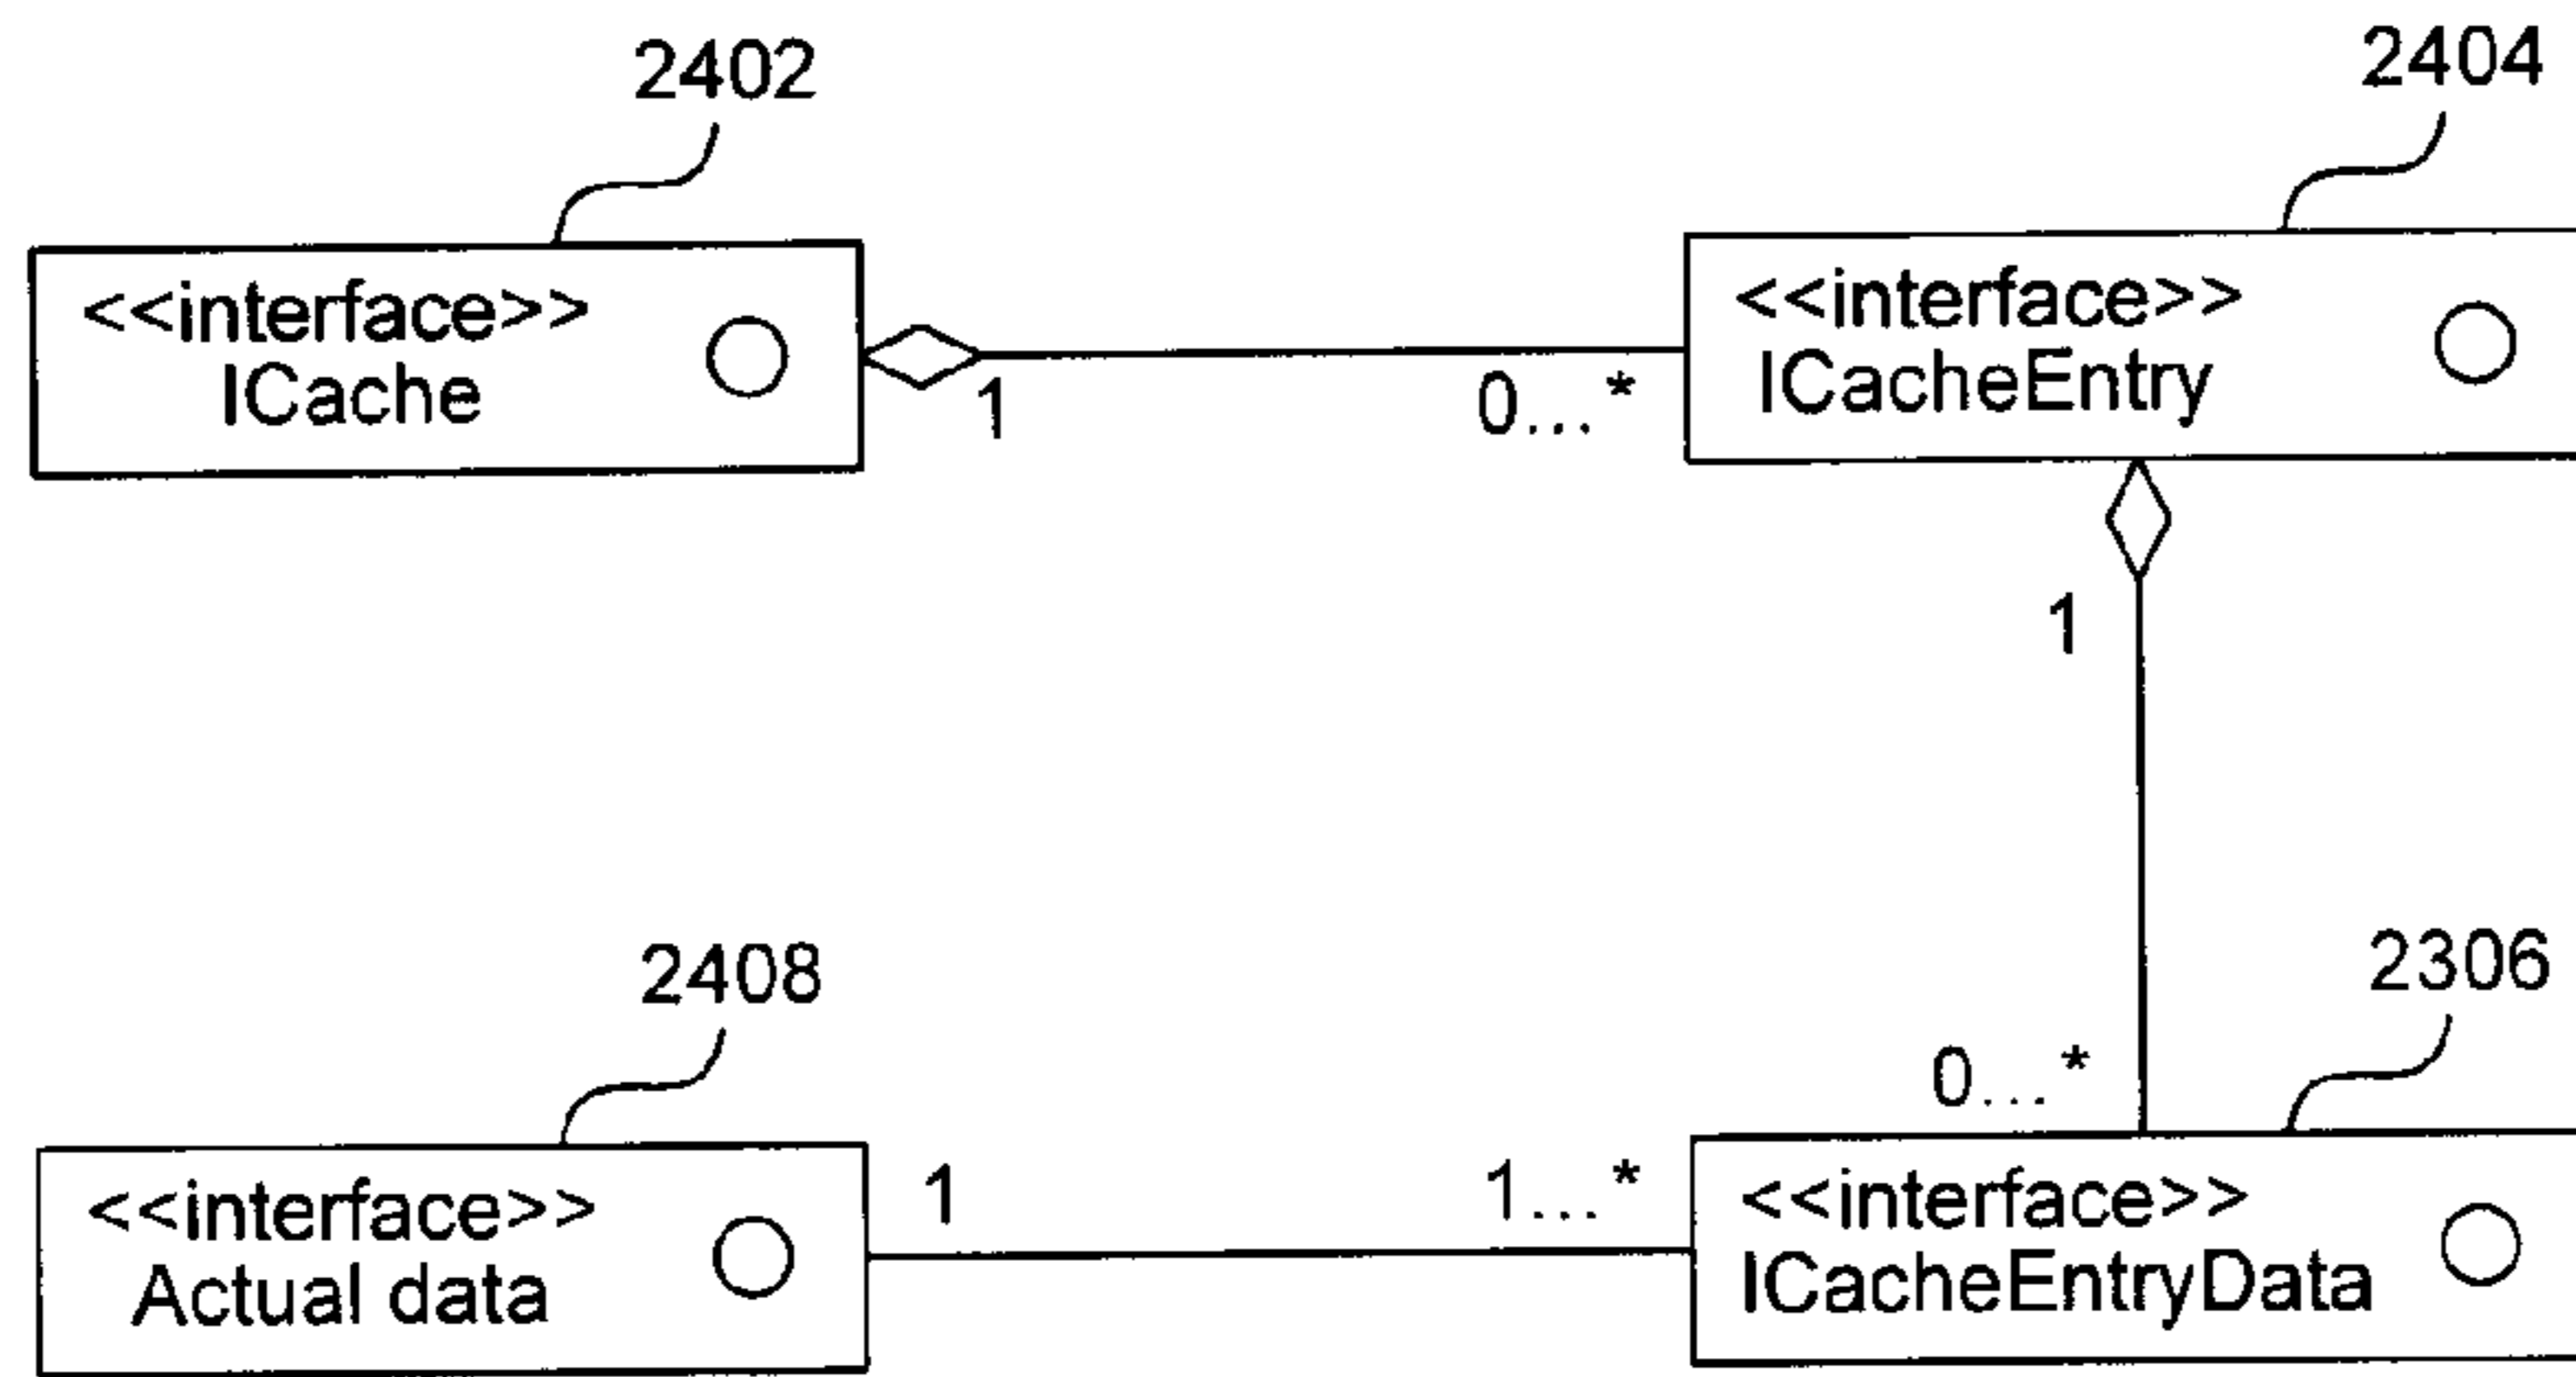 2402
2404
<<interface>>
ICache
1
0...*
<<interface>>
ICacheEntry
1
0...*
2408
2306
<<interface>>
Actual data
1
1...*
<<interface>>
ICacheEntryData